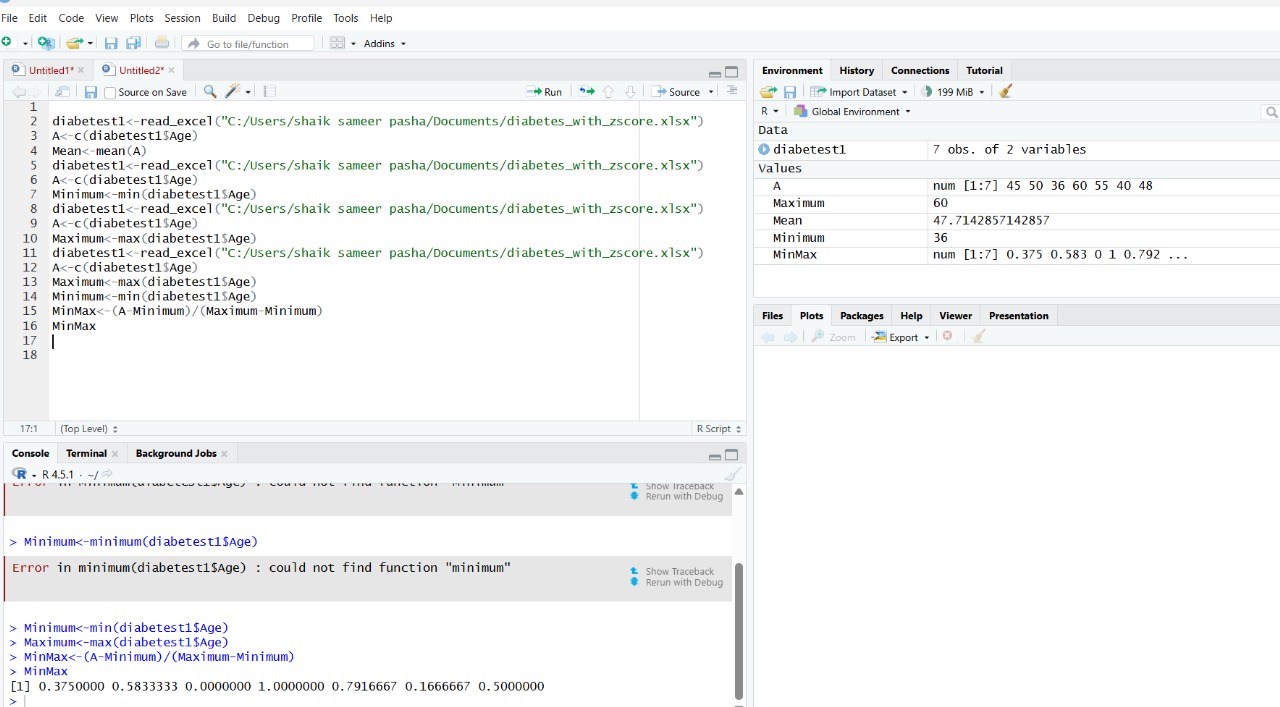 File Edit Code View Plots Session Build Debug Profile Tools Help
Go to file/function Addins
Untitled1* Untitled2*
Source on Save Run Source
1
2 diabetest1<-read_excel("C:/Users/shaik sameer pasha/Documents/diabetes_with_zscore.xlsx")
3 A<-c(diabetest1$Age)
4 Mean<-mean(A)
5 diabetest1<-read_excel("C:/Users/shaik sameer pasha/Documents/diabetes_with_zscore.xlsx")
6 A<-c(diabetest1$Age)
7 Minimum<-min(diabetest1$Age)
8 diabetest1<-read_excel("C:/Users/shaik sameer pasha/Documents/diabetes_with_zscore.xlsx")
9 A<-c(diabetest1$Age)
10 Maximum<-max(diabetest1$Age)
11 diabetest1<-read_excel("C:/Users/shaik sameer pasha/Documents/diabetes_with_zscore.xlsx")
12 A<-c(diabetest1$Age)
13 Maximum<-max(diabetest1$Age)
14 Minimum<-min(diabetest1$Age)
15 MinMax<-(A-Minimum)/(Maximum-Minimum)
16 MinMax
17
18
17:1 (Top Level) R Script
Console Terminal Background Jobs
R 4.5.1 · ~/
Error in Minimum(diabetest1$Age) : could not find function "Minimum"
Show Traceback
Rerun with Debug
> Minimum<-minimum(diabetest1$Age)
Error in minimum(diabetest1$Age) : could not find function "minimum"
Show Traceback
Rerun with Debug
> Minimum<-min(diabetest1$Age)
> Maximum<-max(diabetest1$Age)
> MinMax<-(A-Minimum)/(Maximum-Minimum)
> MinMax
[1] 0.3750000 0.5833333 0.0000000 1.0000000 0.7916667 0.1666667 0.5000000
>
Environment History Connections Tutorial
Import Dataset 199 MiB
R Global Environment
Data
diabetest1 7 obs. of 2 variables
Values
A num [1:7] 45 50 36 60 55 40 48
Maximum 60
Mean 47.7142857142857
Minimum 36
MinMax num [1:7] 0.375 0.583 0 1 0.792 ...
Files Plots Packages Help Viewer Presentation
Zoom Export